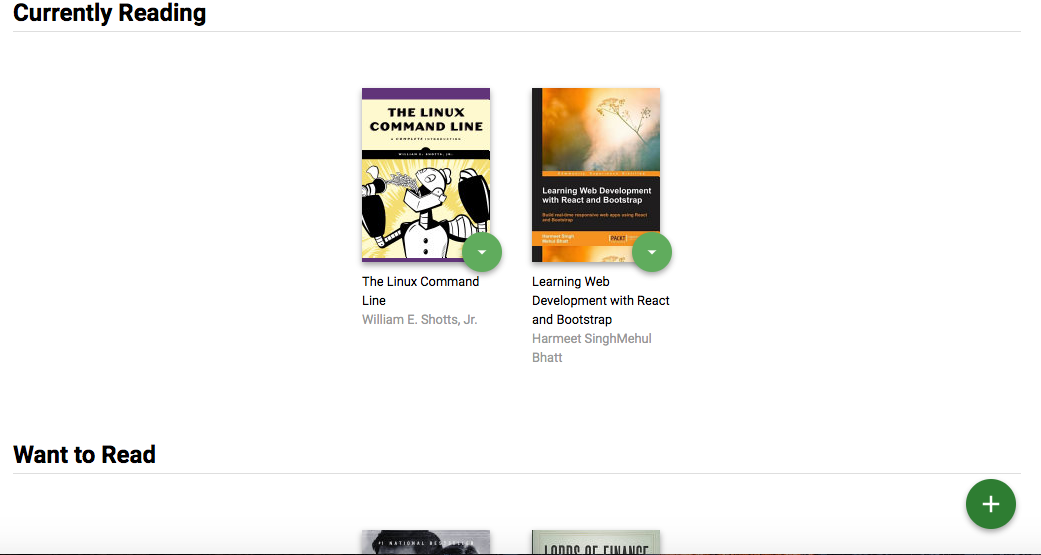 Currently Reading
THE LINUX
COMMAND LINE
A COMPLETE INTRODUCTION
WILLIAM E. SHOTTS, JR.
Learning Web Development
with React and Bootstrap
Build real-time responsive web apps using React
and Bootstrap
Harmeet Singh
Mehul Bhatt
PACKT
The Linux Command
Line
William E. Shotts, Jr.
Learning Web
Development with React
and Bootstrap
Harmeet SinghMehul
Bhatt
Want to Read
#1 NATIONAL BESTSELLER
LORDS OF FINANCE